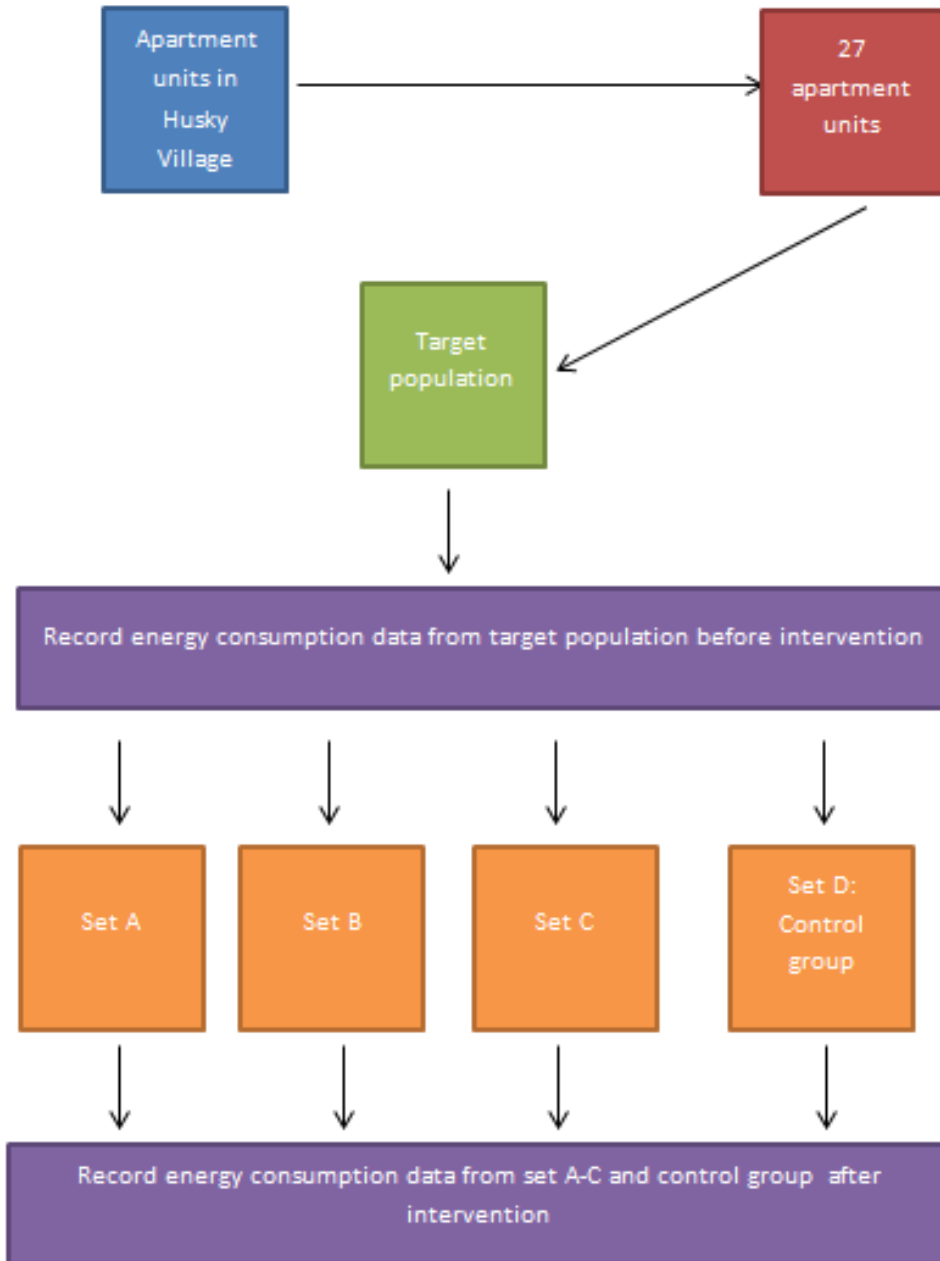 Apartment
units in
Husky
Village
27
apartment
units
Target
population
Record energy consumption data from target population before intervention
Set A
Set B
Set C
Set D:
Control
group
Record energy consumption data from set A-C and control group after
intervention